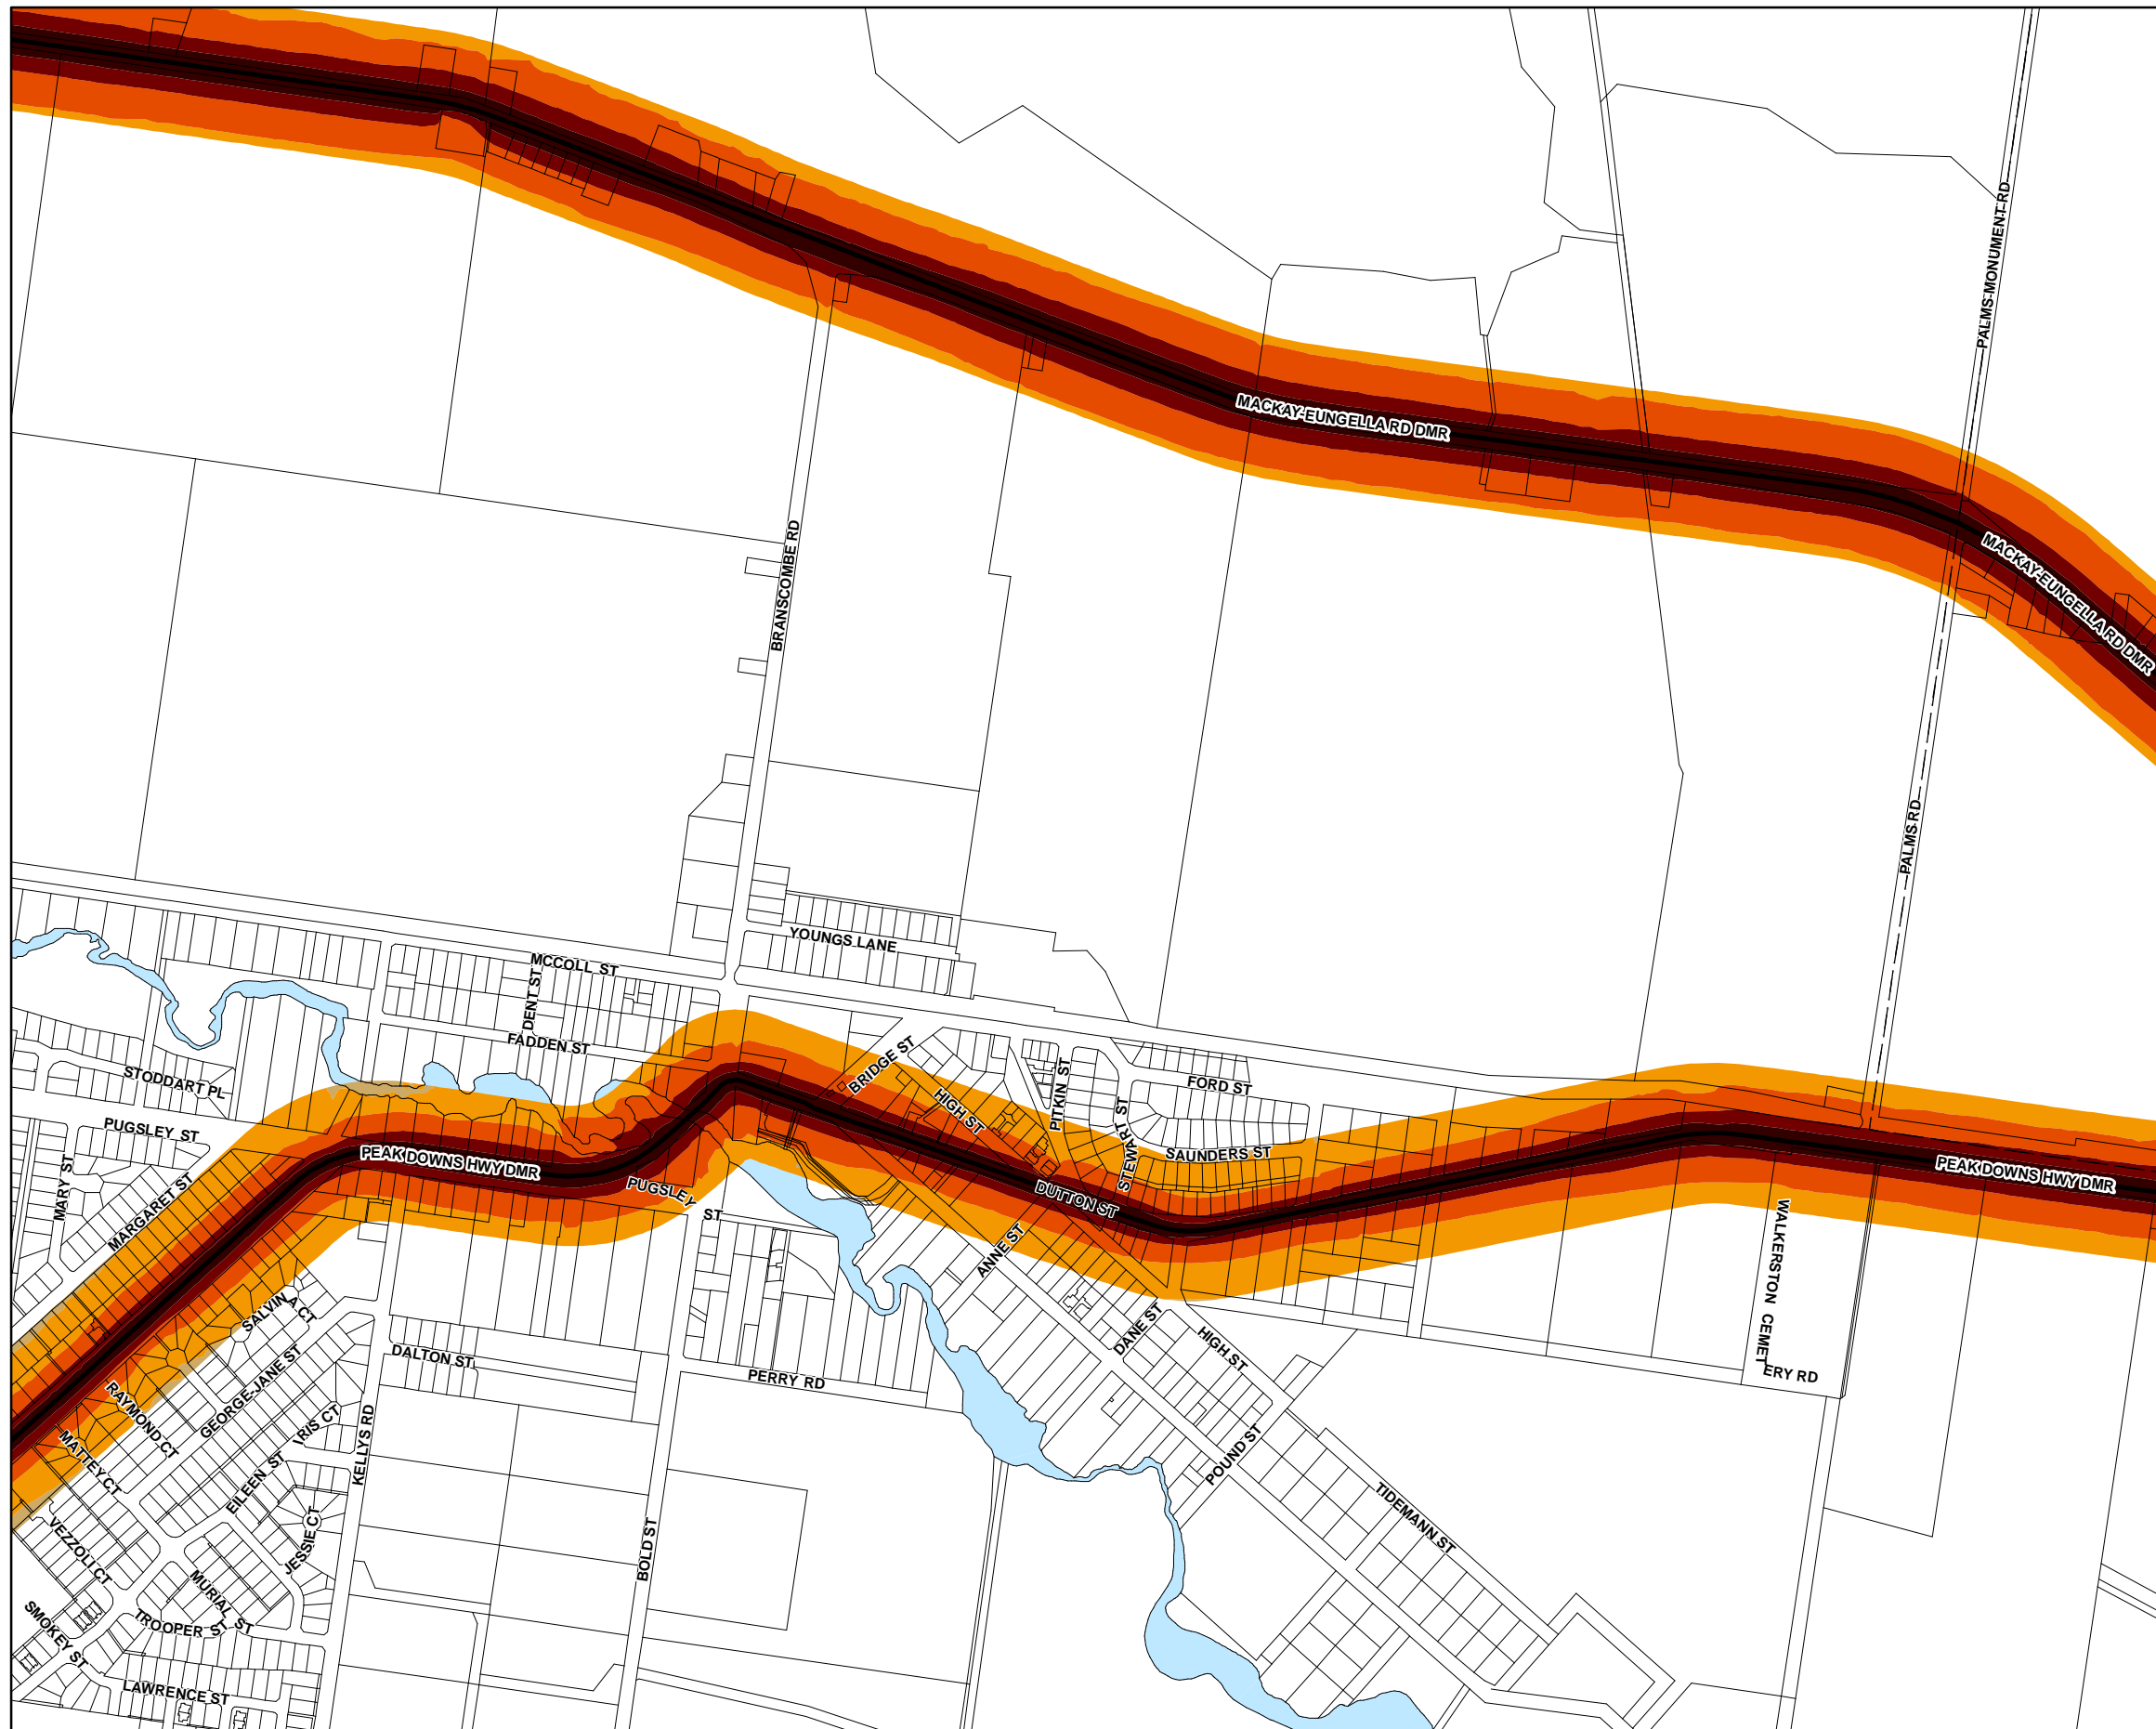 PALMS-MONUMENT-RD
MACKAY-EUNGELLA RD DMR
MACKAY-EUNGELLA RD DMR
BRANSCOMBE RD
PALMS-RD
YOUNGS LANE
MCCOLL ST
DENT ST
FADDEN ST
BRIDGE ST
PITKIN ST
FORD ST
STODDART PL
HIGH ST
STEWART ST
PUGSLEY ST
SAUNDERS ST
PEAK DOWNS HWY DMR
PEAK DOWNS HWY DMR
MARY ST
MARGARET ST
PUGSLEY ST
DUTTON ST
ANNE ST
WALKERSTON CEMETERY RD
SALVINA CT
DANE ST
HIGH ST
GEORGE-JANE ST
DALTON ST
PERRY RD
RAYMOND CT
IRIS CT
KELLYS RD
MATTEY CT
EILEEN ST
POUND ST
TIDEMANN ST
JESSIE CT
VEZZOLI CT
BOLD ST
MURIAL ST
SMOKEY ST
TROOPER ST
LAWRENCE ST